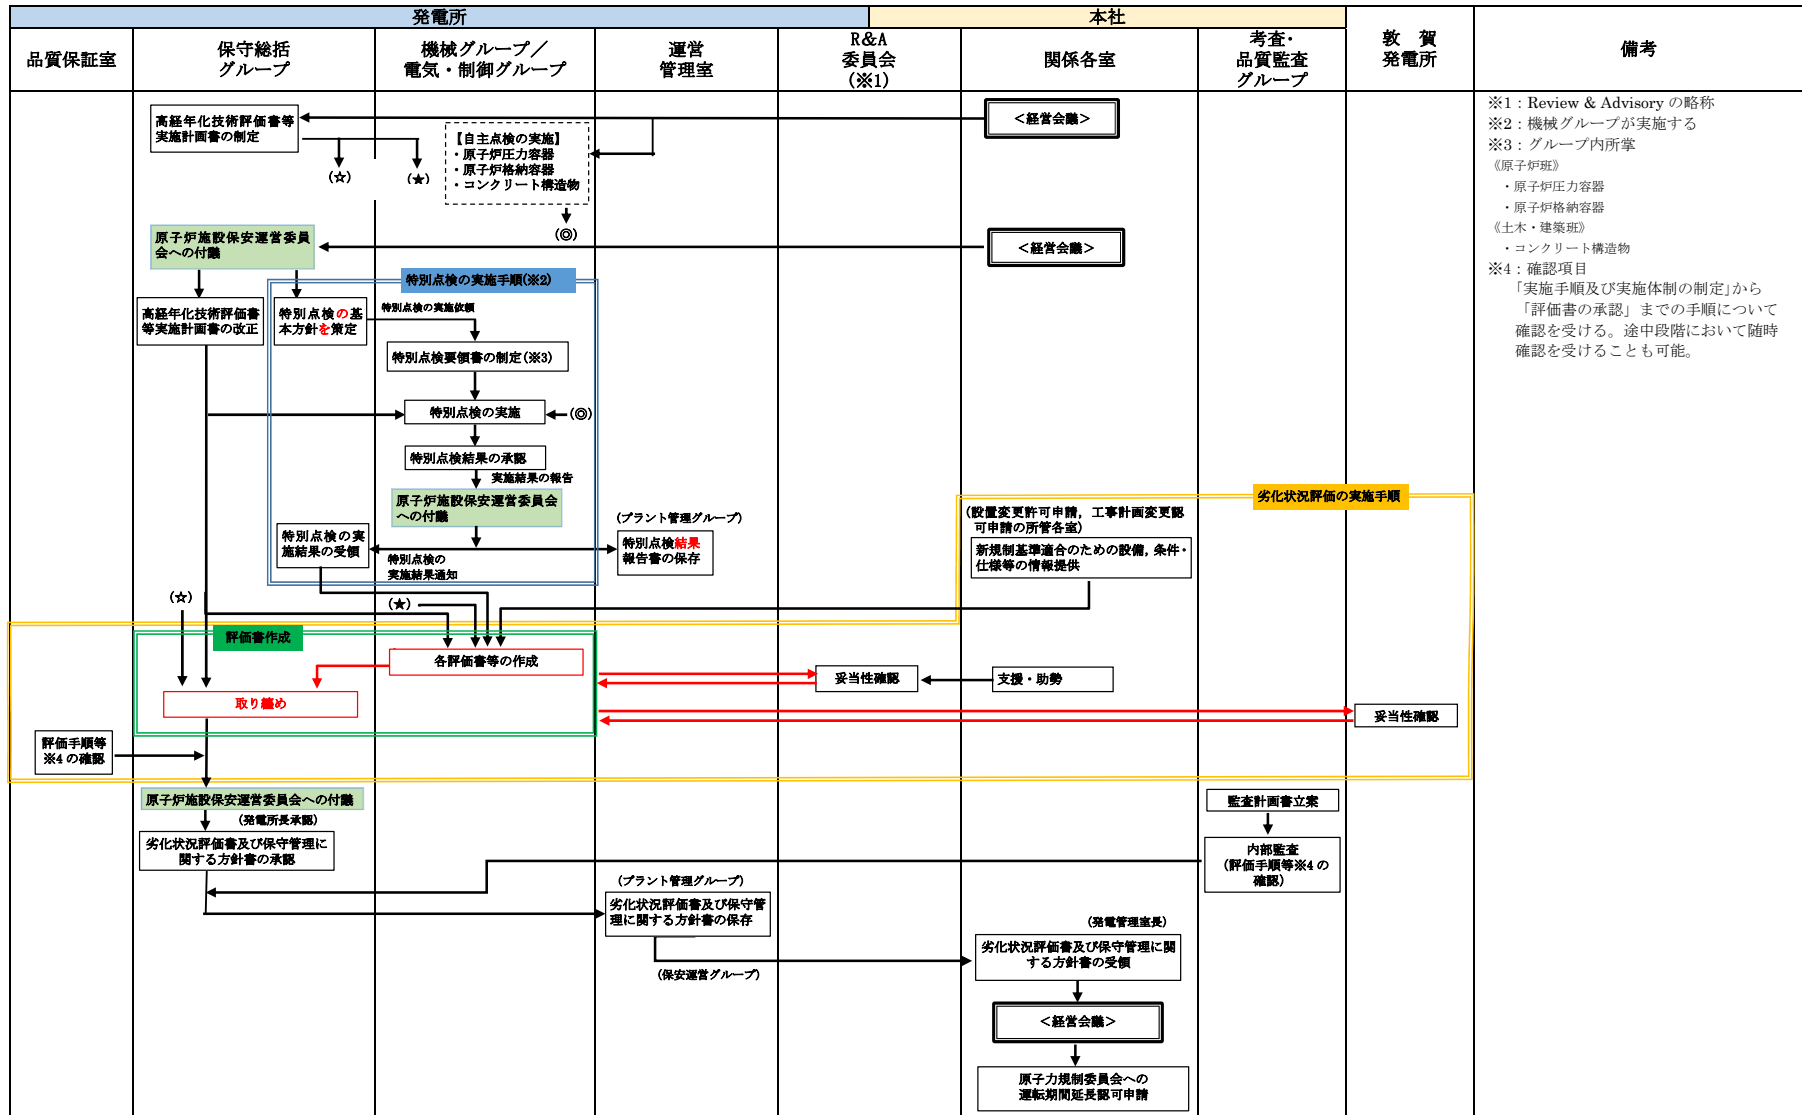 発電所
本社
品質保証室
保守総括
グループ
機械グループ／
電気・制御グループ
運営
管理室
R&A
委員会
(※1)
関係各室
考査・
品質監査
グループ
敦　賀
発電所
備考
高経年化技術評価書等
実施計画書の制定
(☆)
(★)
【自主点検の実施】
・原子炉圧力容器
・原子炉格納容器
・コンクリート構造物
(◎)
＜経営会議＞
※1：Review & Advisory の略称
※2：機械グループが実施する
※3：グループ内所掌
《原子炉班》
・原子炉圧力容器
・原子炉格納容器
《土木・建築班》
・コンクリート構造物
※4：確認項目
「実施手順及び実施体制の制定」から
「評価書の承認」までの手順について
確認を受ける。途中段階において随時
確認を受けることも可能。
原子炉施設保安運営委員
会への付議
＜経営会議＞
特別点検の実施手順(※2)
高経年化技術評価書
等実施計画書の改正
特別点検の基
本方針を策定
特別点検の実施依頼
特別点検要領書の制定(※3)
特別点検の実施
(◎)
特別点検結果の承認
実施結果の報告
原子炉施設保安運営委員会
への付議
特別点検の実
施結果の受領
特別点検の
実施結果通知
(プラント管理グループ)
特別点検結果
報告書の保存
劣化状況評価の実施手順
(設置変更許可申請，工事計画変更認
可申請の所管各室)
新規制基準適合のための設備，条件・
仕様等の情報提供
(☆)
(★)
評価書作成
各評価書等の作成
取り纏め
妥当性確認
支援・助勢
妥当性確認
評価手順等
※4 の確認
原子炉施設保安運営委員会への付議
(発電所長承認)
劣化状況評価書及び保守管理に
関する方針書の承認
監査計画書立案
内部監査
(評価手順等※4 の
確認)
(プラント管理グループ)
劣化状況評価書及び保守管
理に関する方針書の保存
(保安運営グループ)
(発電管理室長)
劣化状況評価書及び保守管理に関
する方針書の受領
＜経営会議＞
原子力規制委員会への
運転期間延長認可申請